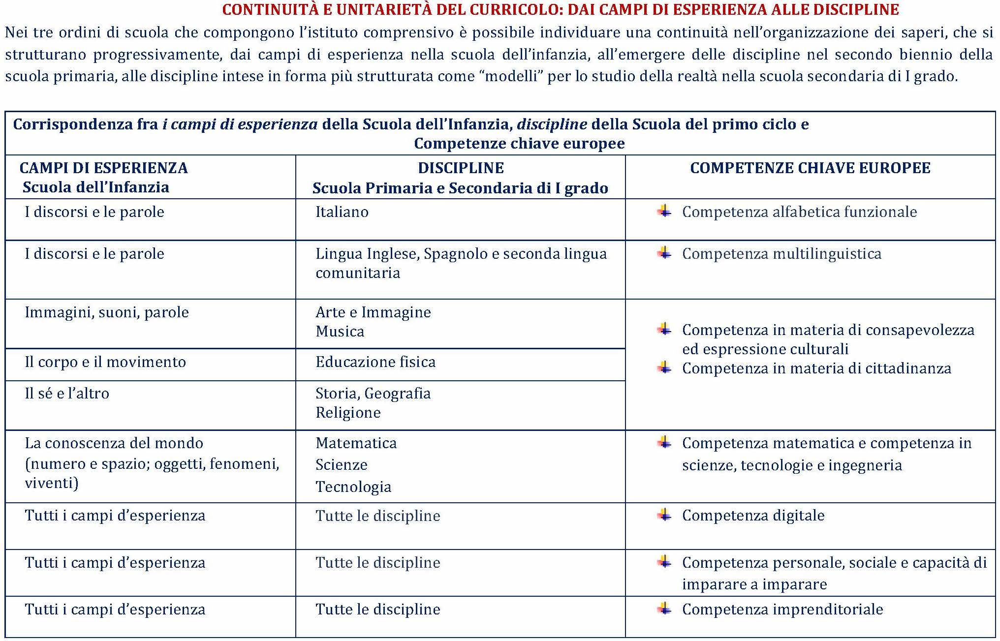 CONTINUITÀ E UNITARIETÀ DEL CURRICOLO: DAI CAMPI DI ESPERIENZA ALLE DISCIPLINE
Nei tre ordini di scuola che compongono l’istituto comprensivo è possibile individuare una continuità nell’organizzazione dei saperi, che si
strutturano progressivamente, dai campi di esperienza nella scuola dell’infanzia, all’emergere delle discipline nel secondo biennio della
scuola primaria, alle discipline intese in forma più strutturata come “modelli” per lo studio della realtà nella scuola secondaria di I grado.
Corrispondenza fra i campi di esperienza della Scuola dell’Infanzia, discipline della Scuola del primo ciclo e
Competenze chiave europee
CAMPI DI ESPERIENZA
Scuola dell’Infanzia
DISCIPLINE
Scuola Primaria e Secondaria di I grado
COMPETENZE CHIAVE EUROPEE
I discorsi e le parole
Italiano
Competenza alfabetica funzionale
I discorsi e le parole
Lingua Inglese, Spagnolo e seconda lingua
comunitaria
Competenza multilinguistica
Immagini, suoni, parole
Arte e Immagine
Musica
Competenza in materia di consapevolezza
ed espressione culturali
Competenza in materia di cittadinanza
Il corpo e il movimento
Educazione fisica
Il sé e l’altro
Storia, Geografia
Religione
La conoscenza del mondo
(numero e spazio; oggetti, fenomeni,
viventi)
Matematica
Scienze
Tecnologia
Competenza matematica e competenza in
scienze, tecnologie e ingegneria
Tutti i campi d’esperienza
Tutte le discipline
Competenza digitale
Tutti i campi d’esperienza
Tutte le discipline
Competenza personale, sociale e capacità di
imparare a imparare
Tutti i campi d’esperienza
Tutte le discipline
Competenza imprenditoriale